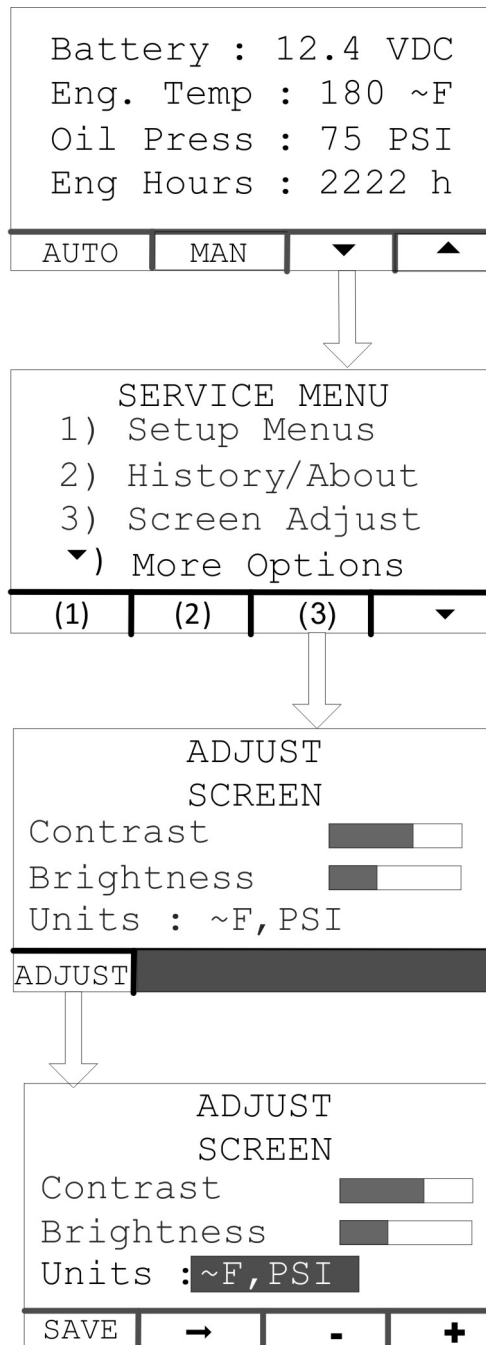 Battery : 12.4 VDC
Eng. Temp : 180 ~F
Oil Press : 75 PSI
Eng Hours : 2222 h
AUTO MAN ▼ ▲
SERVICE MENU
1) Setup Menus
2) History/About
3) Screen Adjust
▼) More Options
(1) (2) (3) ▼
ADJUST
SCREEN
Contrast
Brightness
Units : ~F,PSI
ADJUST
ADJUST
SCREEN
Contrast
Brightness
Units :~F,PSI
SAVE → - +